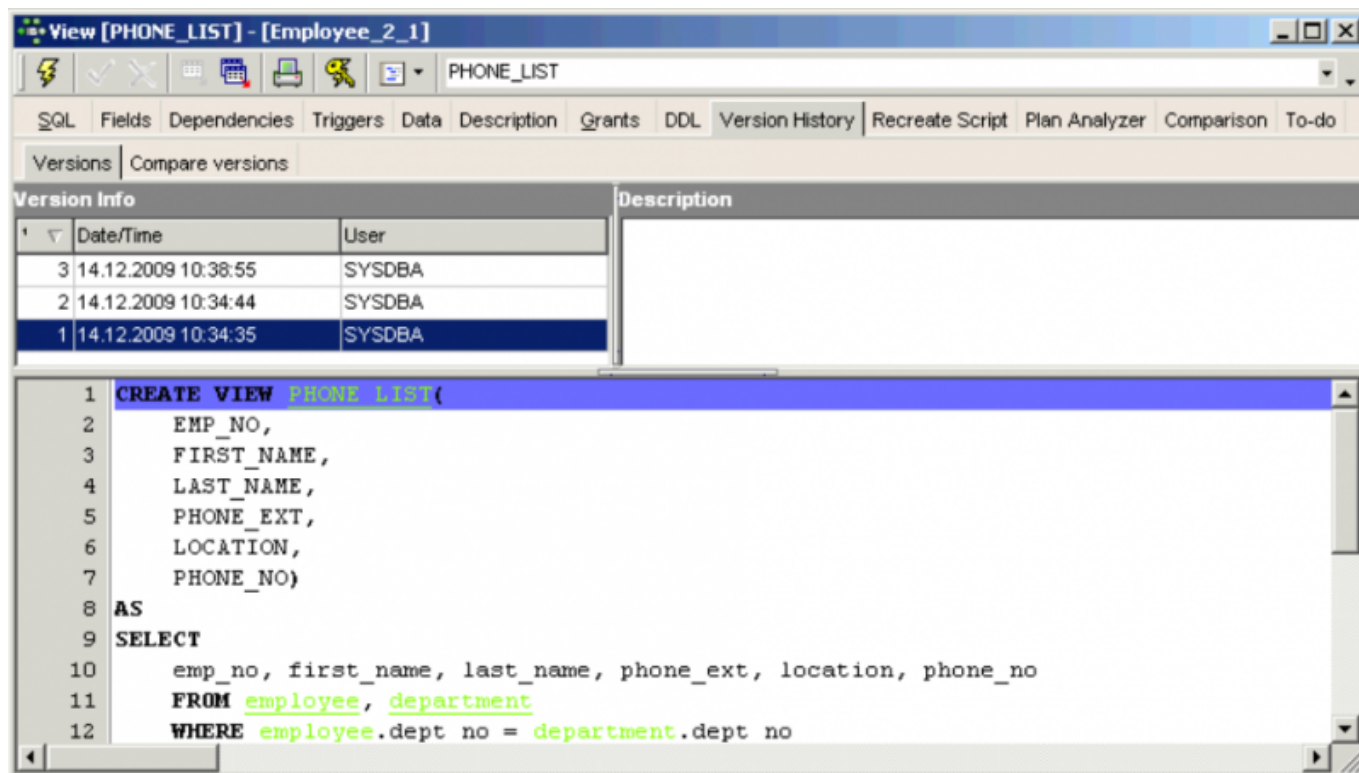 View [PHONE_LIST] - [Employee_2_1]
PHONE_LIST
SQL Fields Dependencies Triggers Data Description Grants DDL Version History Recreate Script Plan Analyzer Comparison To-do
Versions Compare versions
Version Info Description
Date/Time User
3 14.12.2009 10:38:55 SYSDBA
2 14.12.2009 10:34:44 SYSDBA
1 14.12.2009 10:34:35 SYSDBA
1 CREATE VIEW PHONE_LIST(
2 EMP_NO,
3 FIRST_NAME,
4 LAST_NAME,
5 PHONE_EXT,
6 LOCATION,
7 PHONE_NO)
8 AS
9 SELECT
10 emp_no, first_name, last_name, phone_ext, location, phone_no
11 FROM employee, department
12 WHERE employee.dept_no = department.dept_no